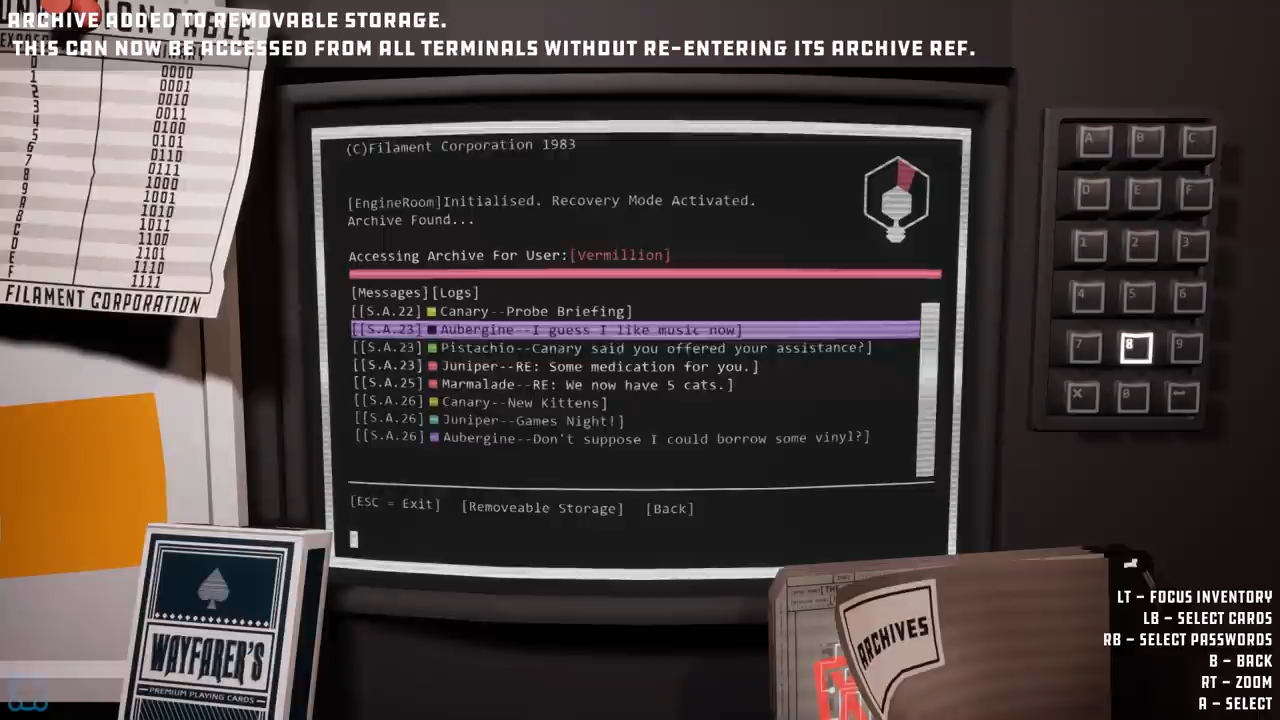 ARCHIVE ADDED TO REMOVABLE STORAGE.
THIS CAN NOW BE ACCESSED FROM ALL TERMINALS WITHOUT RE-ENTERING ITS ARCHIVE REF.
TABLE
0 0000
1 0001
2 0010
3 0011
4 0100
5 0101
6 0110
7 0111
8 1000
9 1001
A 1010
B 1011
C 1100
D 1101
E 1110
F 1111
FILAMENT CORPORATION
(C)Filament Corporation 1983
[EngineRoom]Initialised. Recovery Mode Activated.
Archive Found...
Accessing Archive For User:[Vermillion]
[Messages][Logs]
[[S.A.22] Canary--Probe Briefing]
[[S.A.23] Aubergine--I guess I like music now]
[[S.A.23] Pistachio--Canary said you offered your assistance?]
[[S.A.23] Juniper--RE: Some medication for you.]
[[S.A.25] Marmalade--RE: We now have 5 cats.]
[[S.A.26] Canary--New Kittens]
[[S.A.26] Juniper--Games Night!]
[[S.A.26] Aubergine--Don't suppose I could borrow some vinyl?]
[ESC = Exit] [Removeable Storage] [Back]
A B C
D E F
1 2 3
4 5 6
7 8 9
X 0
WAYFARER'S
PREMIUM PLAYING CARDS
ARCHIVES
LT - FOCUS INVENTORY
LB - SELECT CARDS
RB - SELECT PASSWORDS
B - BACK
RT - ZOOM
A - SELECT